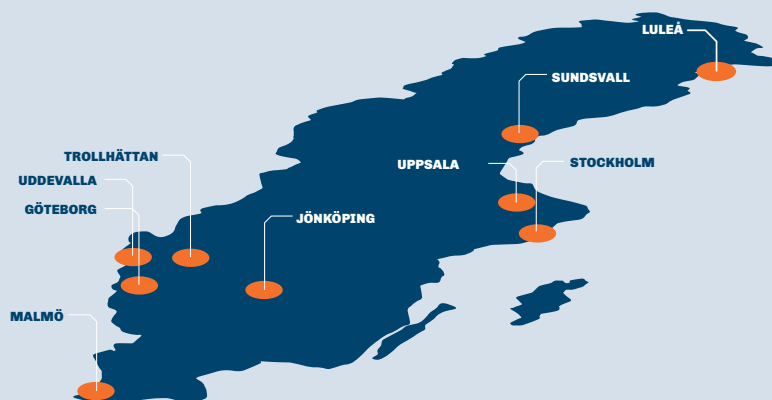 LULEÅ
SUNDSVALL
TROLLHÄTTAN
UPPSALA
STOCKHOLM
UDDEVALLA
GÖTEBORG
JÖNKÖPING
MALMÖ